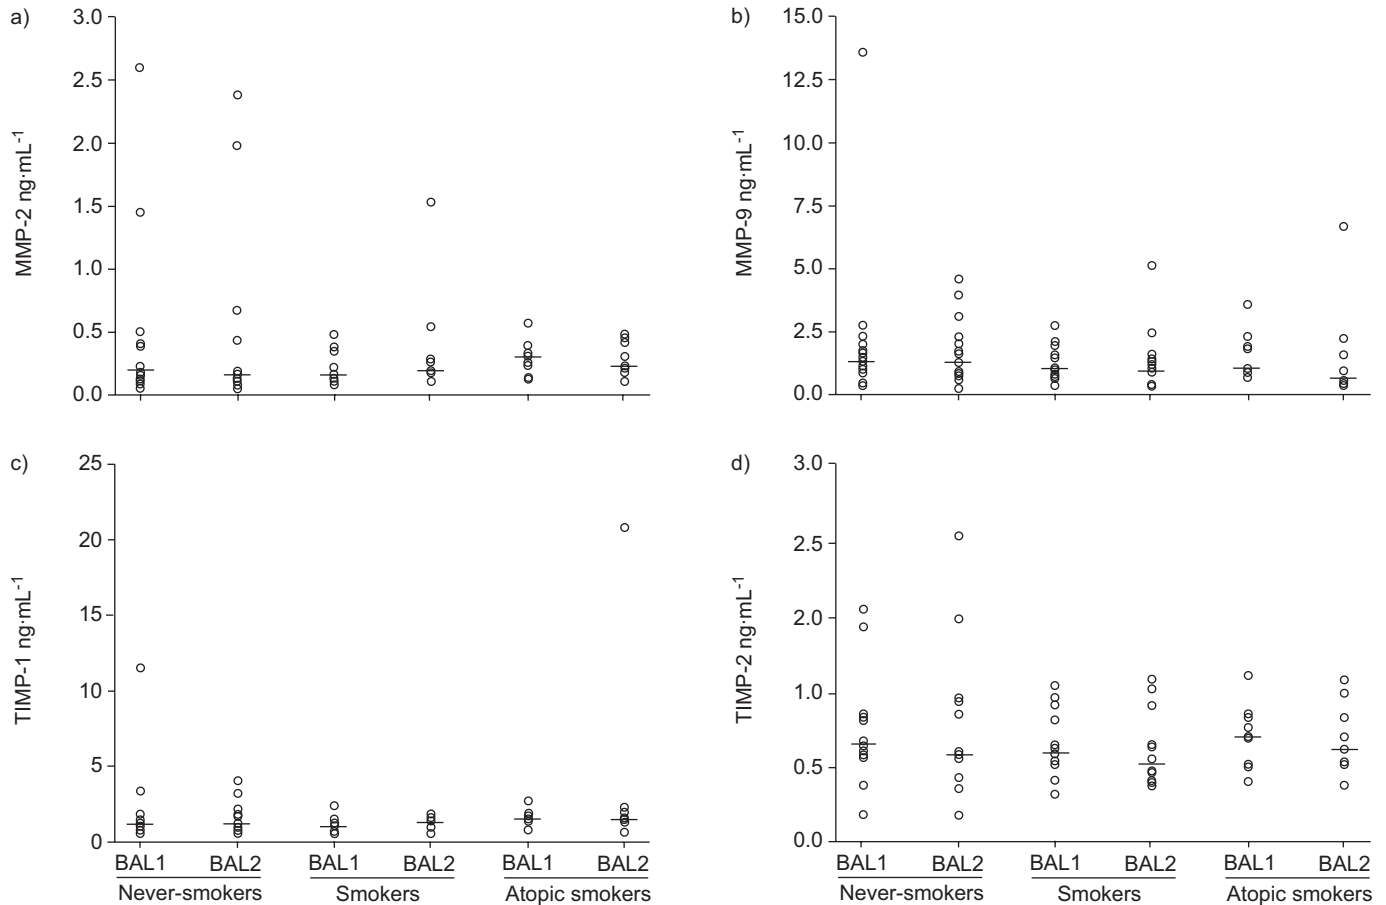 a)
MMP-2 ng·mL⁻¹
3.0
2.5
2.0
1.5
1.0
0.5
0.0
b)
MMP-9 ng·mL⁻¹
15.0
12.5
10.0
7.5
5.0
2.5
0.0
c)
TIMP-1 ng·mL⁻¹
25
20
15
10
5
0
BAL1 BAL2 BAL1 BAL2 BAL1 BAL2
Never-smokers Smokers Atopic smokers
d)
TIMP-2 ng·mL⁻¹
3.0
2.5
2.0
1.0
0.5
0.0
BAL1 BAL2 BAL1 BAL2 BAL1 BAL2
Never-smokers Smokers Atopic smokers